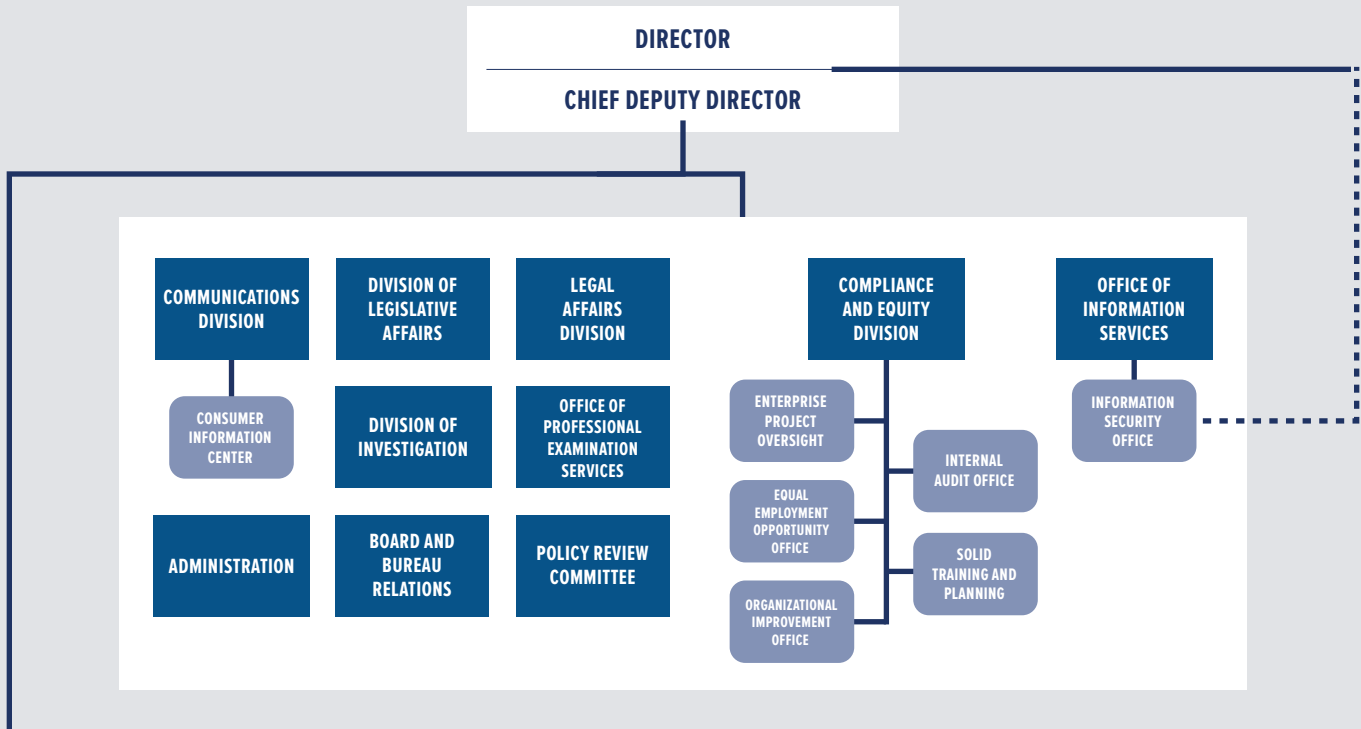 DIRECTOR
CHIEF DEPUTY DIRECTOR
COMMUNICATIONS
DIVISION
DIVISION OF
LEGISLATIVE
AFFAIRS
LEGAL
AFFAIRS
DIVISION
COMPLIANCE
AND EQUITY
DIVISION
OFFICE OF
INFORMATION
SERVICES
CONSUMER
INFORMATION
CENTER
DIVISION OF
INVESTIGATION
OFFICE OF
PROFESSIONAL
EXAMINATION
SERVICES
ENTERPRISE
PROJECT
OVERSIGHT
INFORMATION
SECURITY
OFFICE
INTERNAL
AUDIT OFFICE
EQUAL
EMPLOYMENT
OPPORTUNITY
OFFICE
ADMINISTRATION
BOARD AND
BUREAU
RELATIONS
POLICY REVIEW
COMMITTEE
SOLID
TRAINING AND
PLANNING
ORGANIZATIONAL
IMPROVEMENT
OFFICE